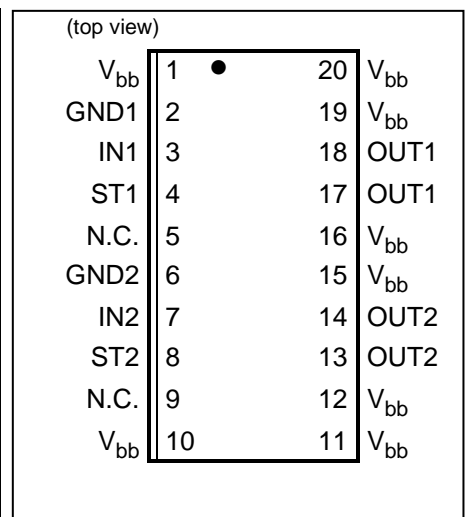 (top view)
Vbb 1 ● 20 Vbb
GND1 2 19 Vbb
IN1 3 18 OUT1
ST1 4 17 OUT1
N.C. 5 16 Vbb
GND2 6 15 Vbb
IN2 7 14 OUT2
ST2 8 13 OUT2
N.C. 9 12 Vbb
Vbb 10 11 Vbb